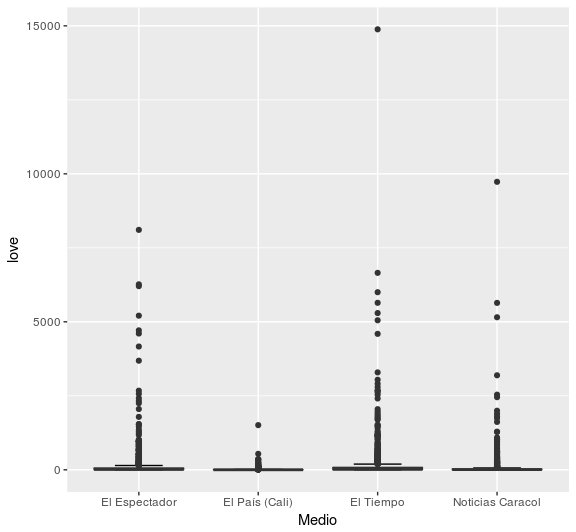 15000
10000
5000
0
love
El Espectador El País (Cali) El Tiempo Noticias Caracol
Medio